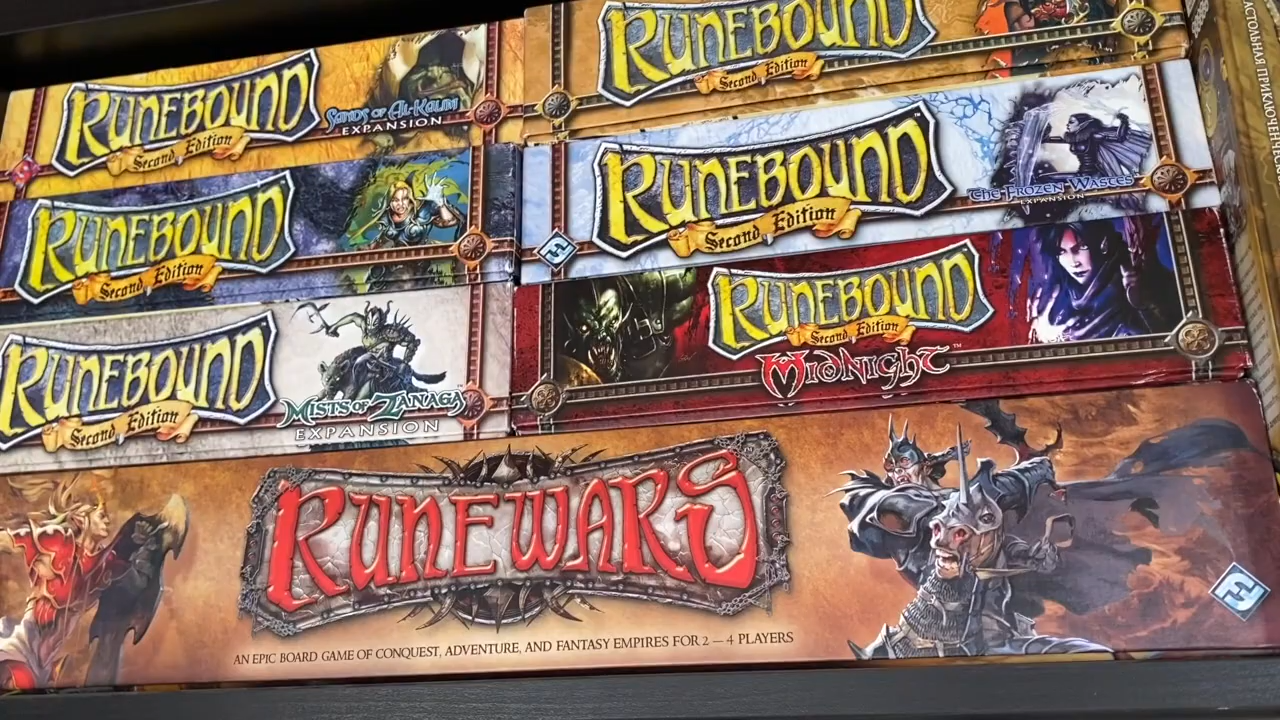 RUNEBOUND
Second Edition
SANDS OF AL-KALIM
EXPANSION
RUNEBOUND
Second Edition
RUNEBOUND
Second Edition
MISTS OF ZANAGA
EXPANSION
RUNEBOUND
Second Edition
RUNEBOUND™
Second Edition
THE FROZEN WASTES
EXPANSION
RUNEBOUND
Second Edition
MIDNIGHT™
RUNEWARS
AN EPIC BOARD GAME OF CONQUEST, ADVENTURE, AND FANTASY EMPIRES FOR 2 – 4 PLAYERS